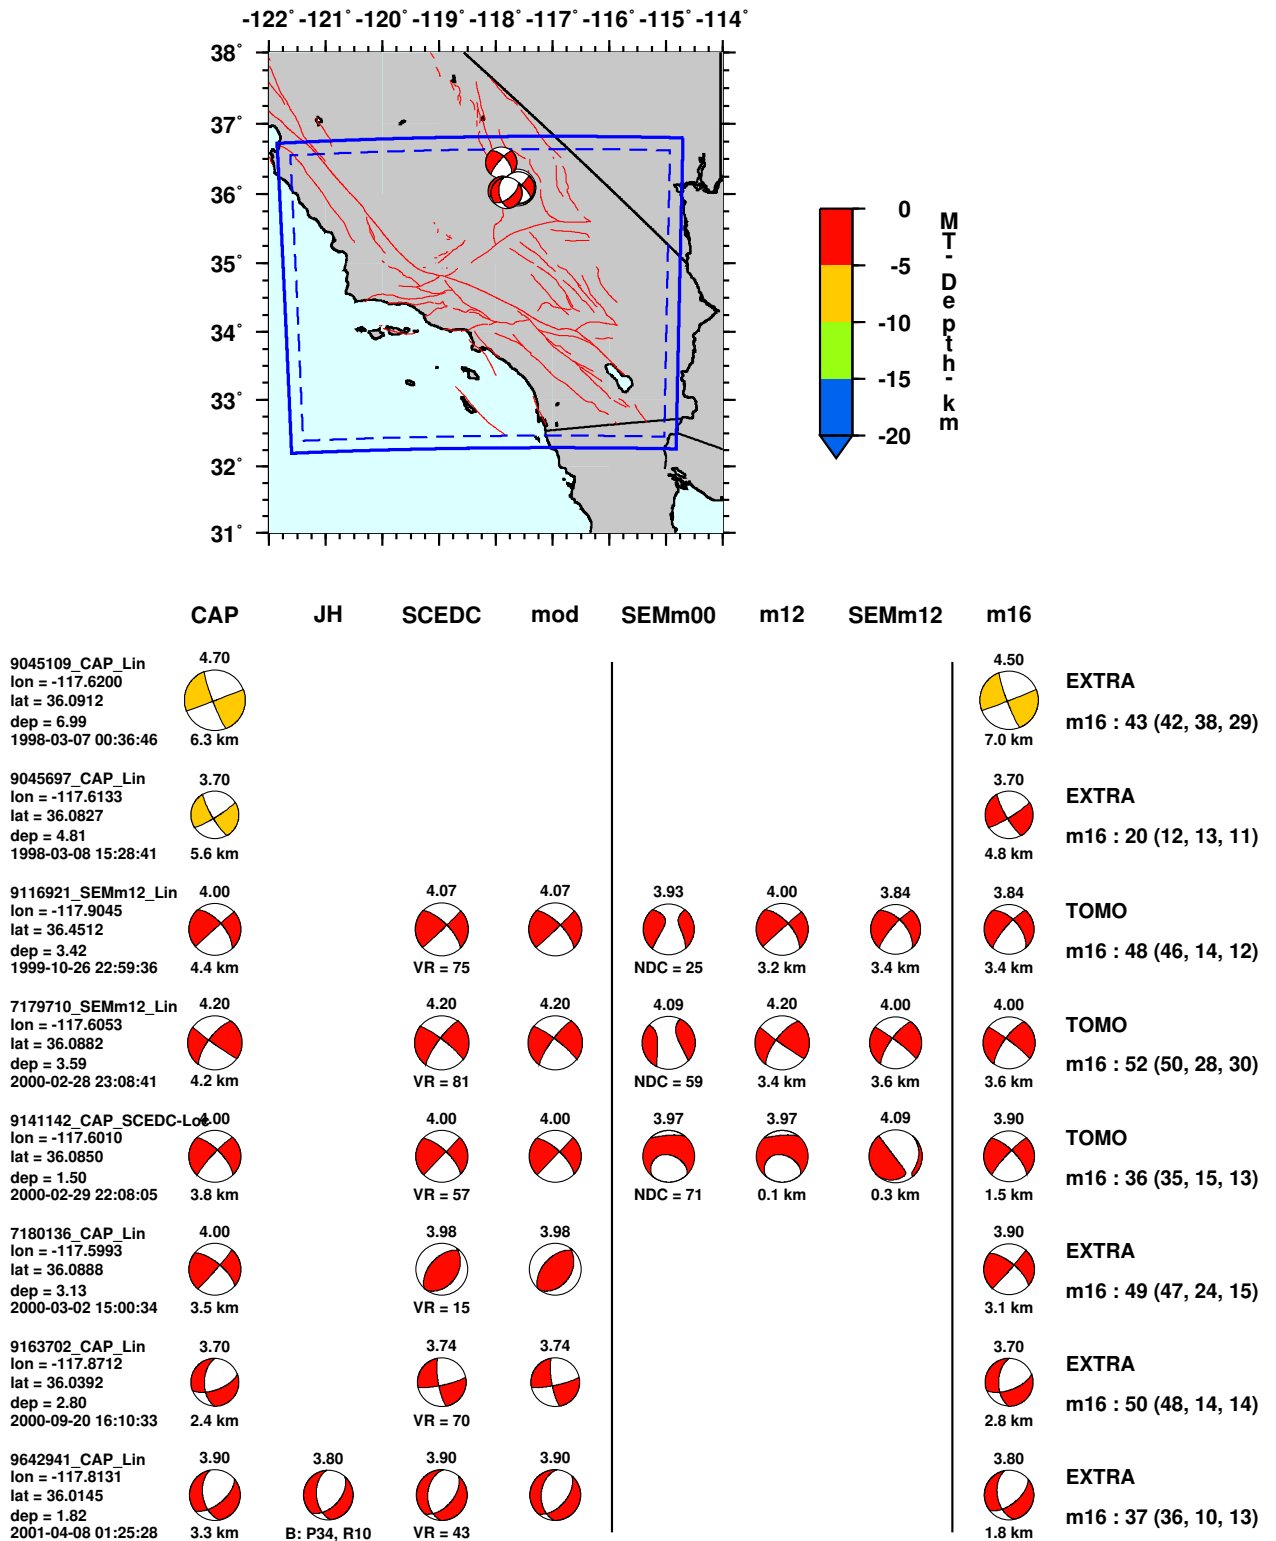 -122° -121° -120° -119° -118° -117° -116° -115° -114°
38°
37°
36°
35°
34°
33°
32°
31°
0
-5
-10
-15
-20
MT-Depth-km
CAP JH SCEDC mod SEMm00 m12 SEMm12 m16
9045109_CAP_Lin
lon = -117.6200
lat = 36.0912
dep = 6.99
1998-03-07 00:36:46
4.70
6.3 km
4.50
7.0 km
EXTRA
m16 : 43 (42, 38, 29)
9045697_CAP_Lin
lon = -117.6133
lat = 36.0827
dep = 4.81
1998-03-08 15:28:41
3.70
5.6 km
3.70
4.8 km
EXTRA
m16 : 20 (12, 13, 11)
9116921_SEMm12_Lin
lon = -117.9045
lat = 36.4512
dep = 3.42
1999-10-26 22:59:36
4.00 4.07 4.07 3.93 4.00 3.84 3.84
4.4 km VR = 75 NDC = 25 3.2 km 3.4 km 3.4 km
TOMO
m16 : 48 (46, 14, 12)
7179710_SEMm12_Lin
lon = -117.6053
lat = 36.0882
dep = 3.59
2000-02-28 23:08:41
4.20 4.20 4.20 4.09 4.20 4.00 4.00
4.2 km VR = 81 NDC = 59 3.4 km 3.6 km 3.6 km
TOMO
m16 : 52 (50, 28, 30)
9141142_CAP_SCEDC-Loc
lon = -117.6010
lat = 36.0850
dep = 1.50
2000-02-29 22:08:05
4.00 4.00 4.00 3.97 3.97 4.09 3.90
3.8 km VR = 57 NDC = 71 0.1 km 0.3 km 1.5 km
TOMO
m16 : 36 (35, 15, 13)
7180136_CAP_Lin
lon = -117.5993
lat = 36.0888
dep = 3.13
2000-03-02 15:00:34
4.00 3.98 3.98 3.90
3.5 km VR = 15 3.1 km
EXTRA
m16 : 49 (47, 24, 15)
9163702_CAP_Lin
lon = -117.8712
lat = 36.0392
dep = 2.80
2000-09-20 16:10:33
3.70 3.74 3.74 3.70
2.4 km VR = 70 2.8 km
EXTRA
m16 : 50 (48, 14, 14)
9642941_CAP_Lin
lon = -117.8131
lat = 36.0145
dep = 1.82
2001-04-08 01:25:28
3.90 3.80 3.90 3.90 3.80
3.3 km B: P34, R10 VR = 43 1.8 km
EXTRA
m16 : 37 (36, 10, 13)